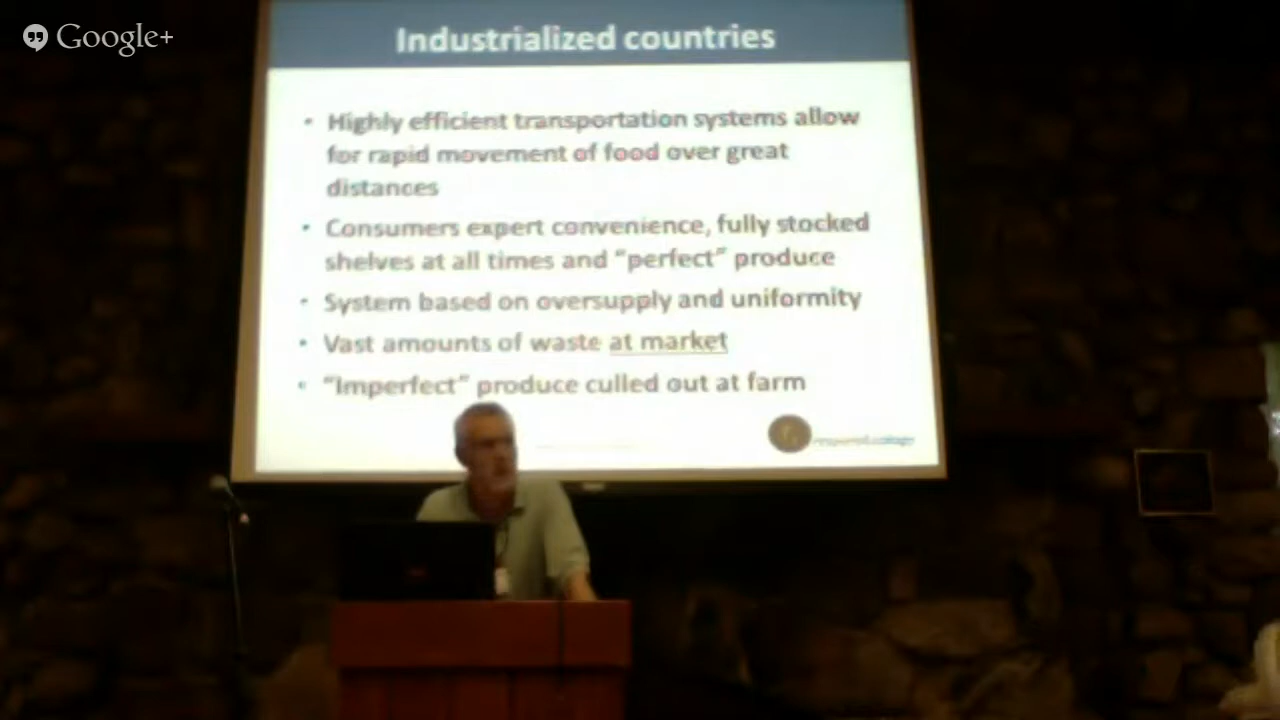 Google+
Industrialized countries
• Highly efficient transportation systems allow
for rapid movement of food over great
distances
• Consumers expert convenience, fully stocked
shelves at all times and “perfect” produce
• System based on oversupply and uniformity
• Vast amounts of waste at market
• “Imperfect” produce culled out at farm